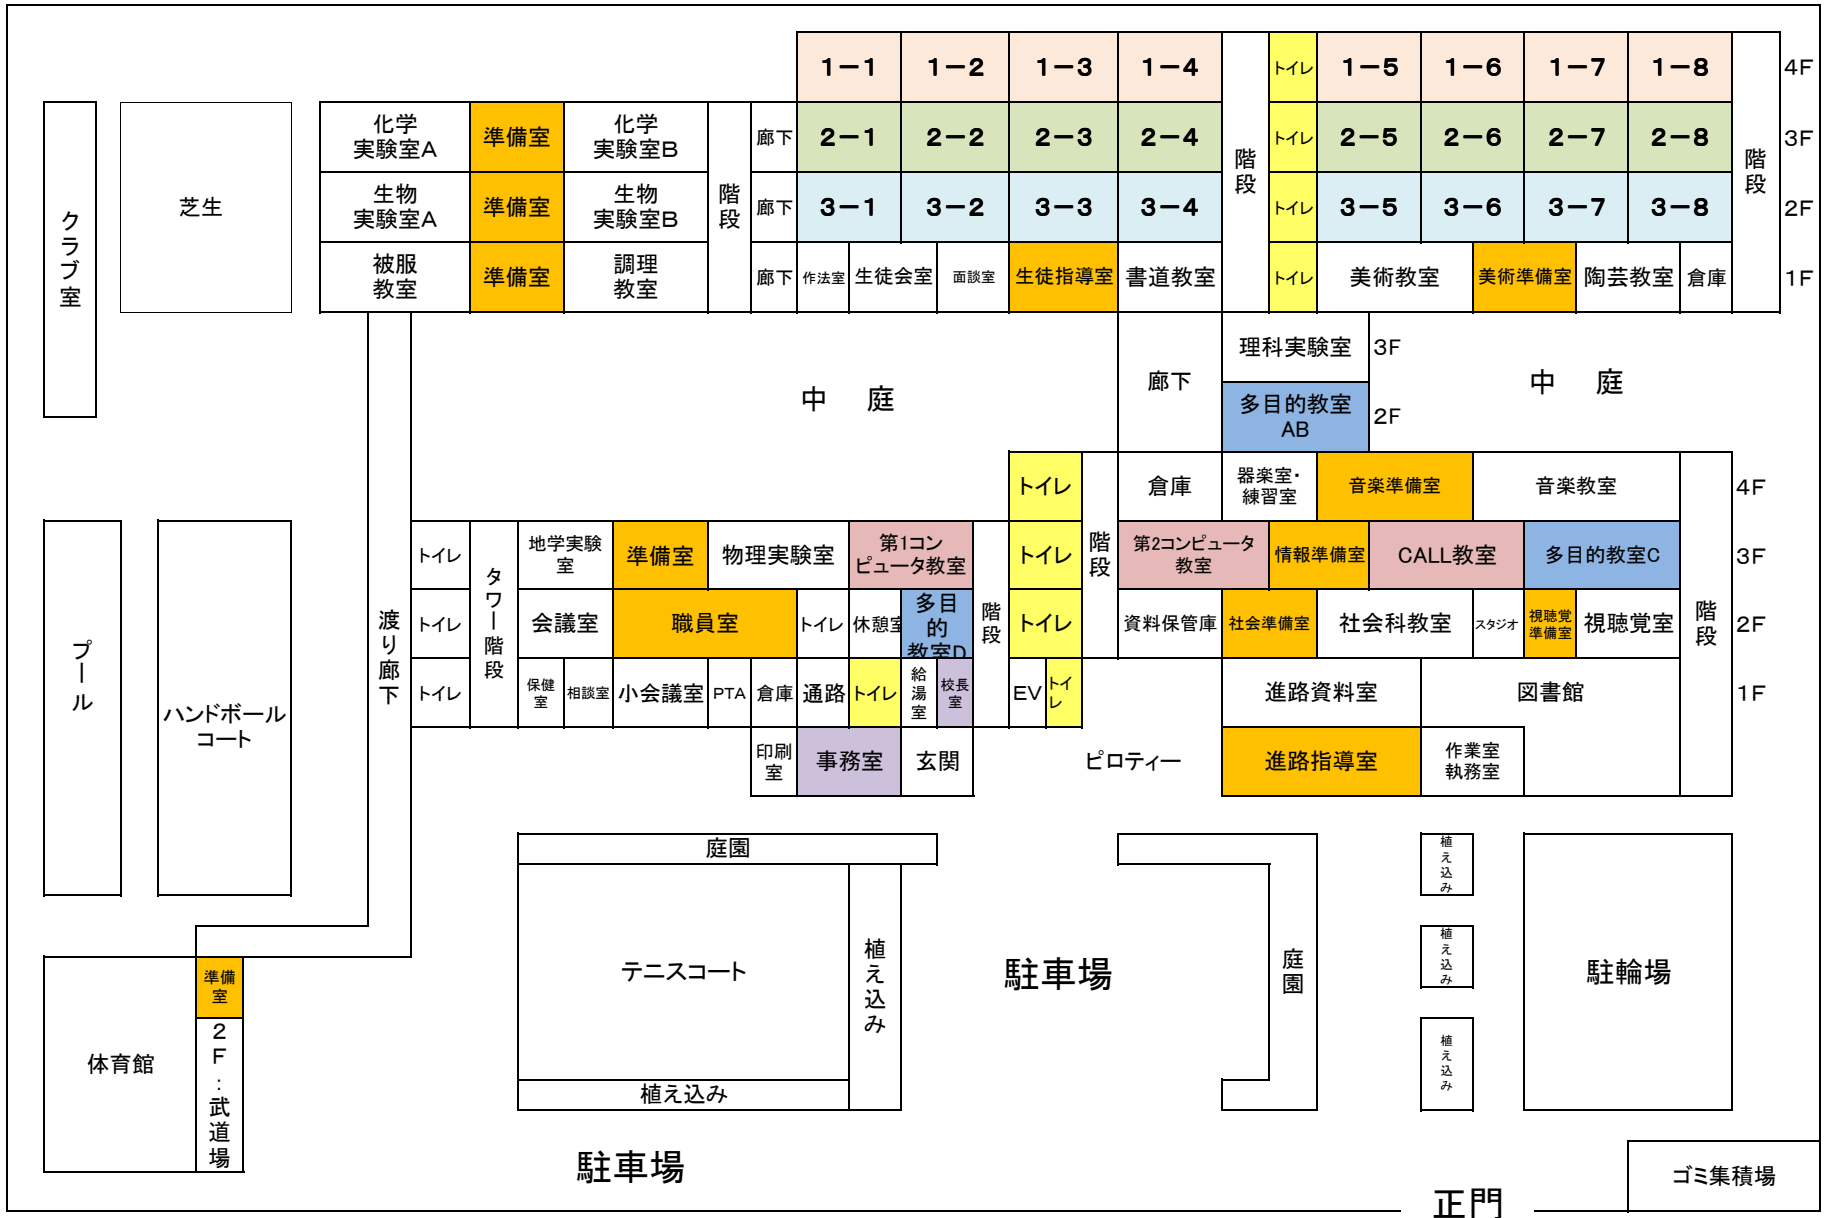 1－1 1－2 1－3 1－4 トイレ 1－5 1－6 1－7 1－8 4F
化学
実験室A
準備室
化学
実験室B
廊下 2－1 2－2 2－3 2－4 トイレ 2－5 2－6 2－7 2－8 3F
生物
実験室A
準備室
生物
実験室B
廊下 3－1 3－2 3－3 3－4 トイレ 3－5 3－6 3－7 3－8 2F
被服
教室
準備室
調理
教室
廊下 作法室 生徒会室 面談室 生徒指導室 書道教室 トイレ 美術教室 美術準備室 陶芸教室 倉庫 1F
階段
階段
階段
クラブ室
芝生
中 庭
廊下
理科実験室 3F
多目的教室
AB
2F
中 庭
トイレ 倉庫
器楽室・
練習室
音楽準備室 音楽教室 4F
トイレ
地学実験
室
準備室 物理実験室
第1コン
ピュータ教室
トイレ
第2コンピュータ
教室
情報準備室 CALL教室 多目的教室C 3F
トイレ 会議室 職員室 トイレ 休憩室
多目
的
教室D
トイレ 資料保管庫 社会準備室 社会科教室 スタジオ
視聴覚
準備室
視聴覚室 2F
トイレ
保健
室
相談室 小会議室 PTA 倉庫 通路 トイレ
給
湯
室
校長
室
EV
トイ
レ
進路資料室 図書館 1F
タワー階段
階段
階段
階段
渡り廊下
印刷
室
事務室 玄関 ピロティー 進路指導室
作業室
執務室
プール
ハンドボール
コート
庭園
テニスコート
植え込み
植え込み
駐車場
庭園
植え込み
植え込み
植え込み
駐輪場
体育館
準備
室
2F：武道場
駐車場
正門
ゴミ集積場